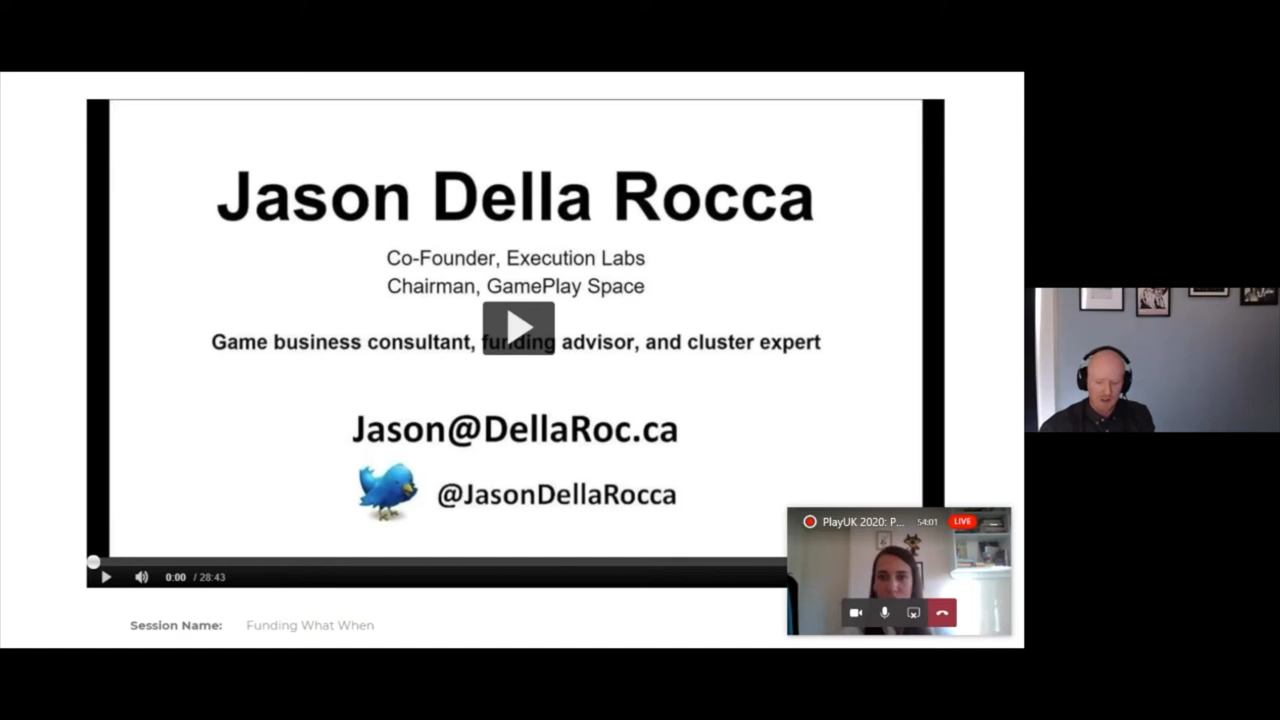 Jason Della Rocca
Co-Founder, Execution Labs
Chairman, GamePlay Space
Game business consultant, funding advisor, and cluster expert
Jason@DellaRoc.ca
@JasonDellaRocca
PlayUK 2020: P... 54:01 LIVE
0:00 / 28:43
Session Name: Funding What When